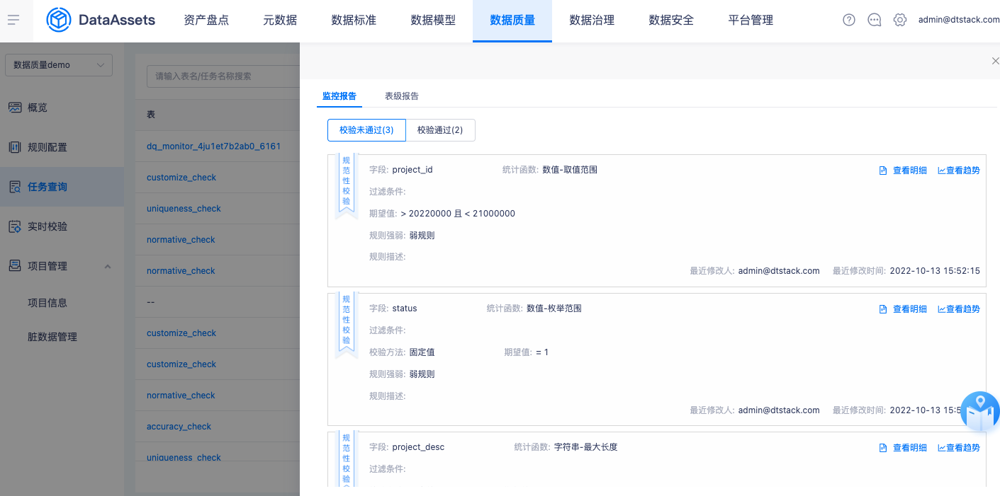 DataAssets 资产盘点 元数据 数据标准 数据模型 数据质量 数据治理 数据安全 平台管理 admin@dtstack.com
数据质量demo
概览
规则配置
任务查询
实时校验
项目管理
项目信息
脏数据管理
请输入表名/任务名称搜索
表
dq_monitor_4ju1et7b2ab0_6161
customize_check
uniqueness_check
normative_check
normative_check
--
customize_check
customize_check
normative_check
accuracy_check
uniqueness_check
监控报告 表级报告
校验未通过(3) 校验通过(2)
规范性校验
字段: project_id 统计函数: 数值-取值范围 查看明细 查看趋势
过滤条件:
期望值: > 20220000 且 < 21000000
规则强弱: 弱规则
规则描述:
最近修改人: admin@dtstack.com 最近修改时间: 2022-10-13 15:52:15
规范性校验
字段: status 统计函数: 数值-枚举范围 查看明细 查看趋势
过滤条件:
校验方法: 固定值 期望值: = 1
规则强弱: 弱规则
规则描述:
最近修改人: admin@dtstack.com 最近修改时间: 2022-10-13 15:5
规范性校验
字段: project_desc 统计函数: 字符串-最大长度 查看明细 查看趋势
过滤条件: